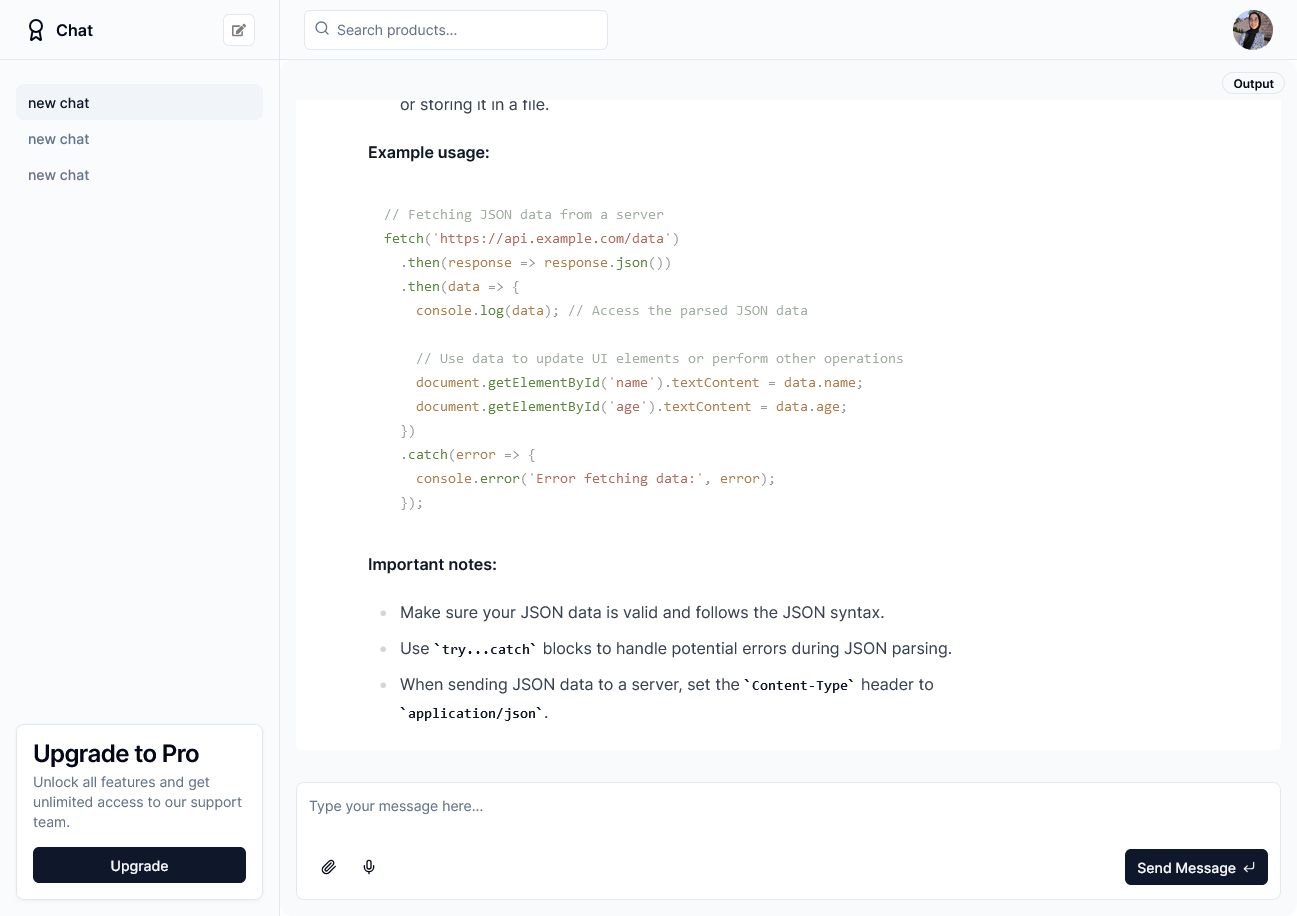 Chat
Search products...
Output
new chat
new chat
new chat
or storing it in a file.
Example usage:
// Fetching JSON data from a server
fetch('https://api.example.com/data')
  .then(response => response.json())
  .then(data => {
    console.log(data); // Access the parsed JSON data
    // Use data to update UI elements or perform other operations
    document.getElementById('name').textContent = data.name;
    document.getElementById('age').textContent = data.age;
  })
  .catch(error => {
    console.error('Error fetching data:', error);
  });
Important notes:
Make sure your JSON data is valid and follows the JSON syntax.
Use `try...catch` blocks to handle potential errors during JSON parsing.
When sending JSON data to a server, set the `Content-Type` header to
`application/json`.
Upgrade to Pro
Unlock all features and get
unlimited access to our support
team.
Upgrade
Type your message here...
Send Message